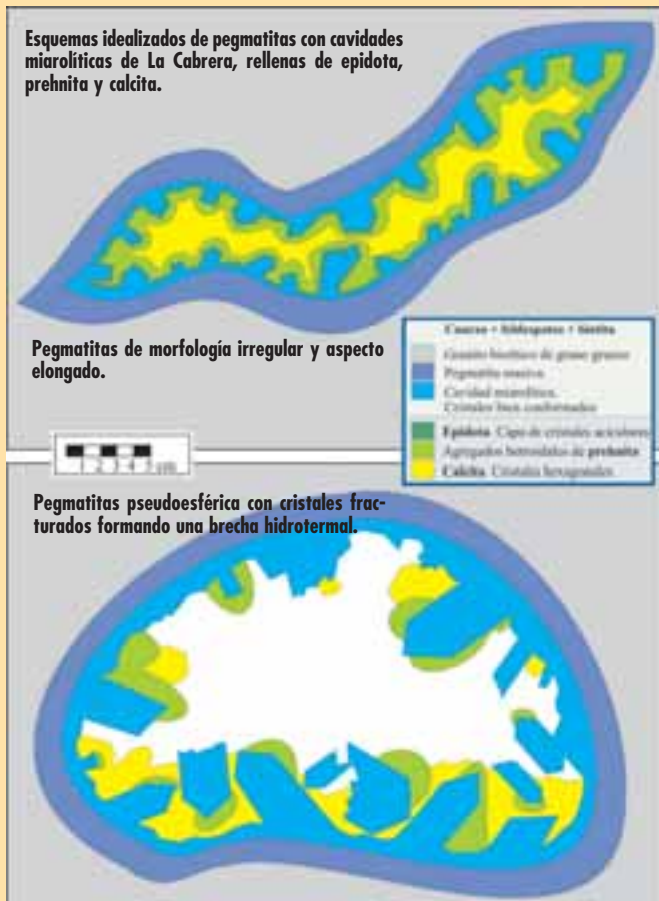 Esquemas idealizados de pegmatitas con cavidades
miarolíticas de La Cabrera, rellenas de epidota,
prehnita y calcita.
Pegmatitas de morfología irregular y aspecto
elongado.
Cuarzo + feldespatos +
Granito biotítico de grano grueso
Pegmatita masiva
Cavidad miarolítica.
Cristales bien conformados
Epidota. Capa de cristales aciculares
Agregados botroidales de prehnita
Calcita. Cristales hexagonales
1 2 3 4 5 cm
Pegmatitas pseudoesférica con cristales frac-
turados formando una brecha hidrotermal.